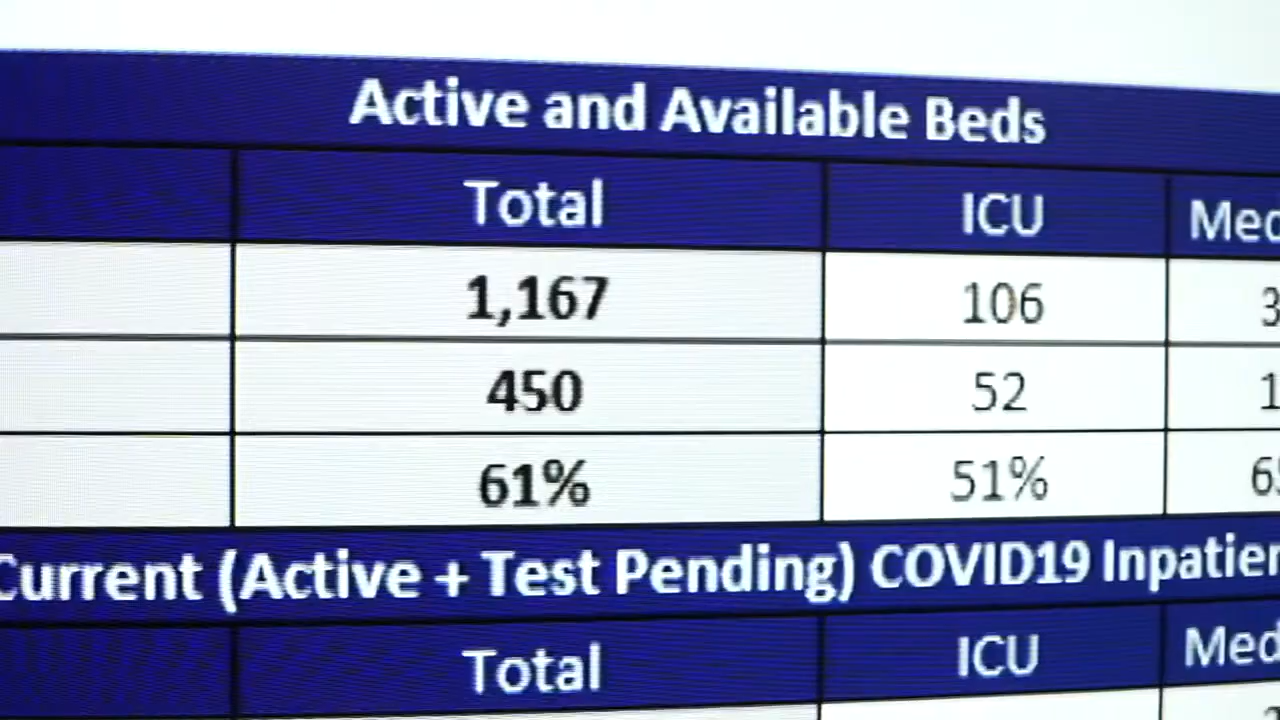 Active and Available Beds
Total ICU
1,167 106
450 52
61% 51%
Current (Active + Test Pending) COVID19
Total ICU